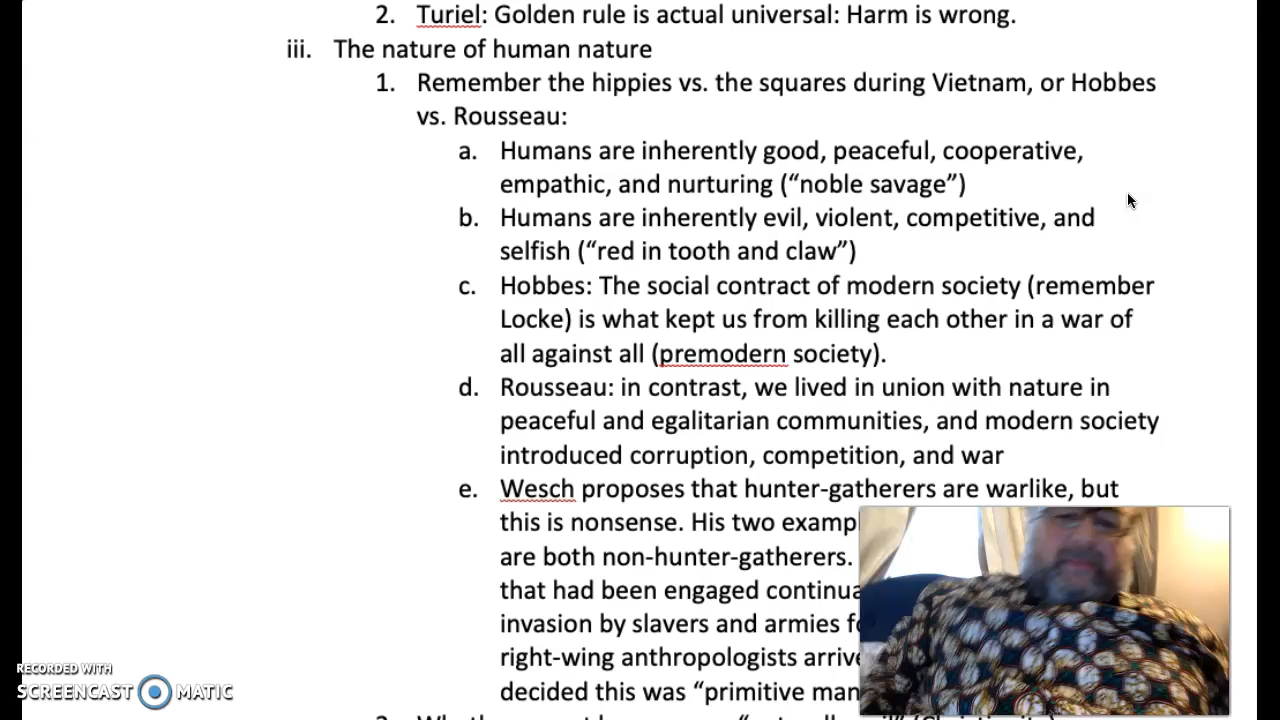 2. Turiel: Golden rule is actual universal: Harm is wrong.
iii. The nature of human nature
1. Remember the hippies vs. the squares during Vietnam, or Hobbes
vs. Rousseau:
a. Humans are inherently good, peaceful, cooperative,
empathic, and nurturing (“noble savage”)
b. Humans are inherently evil, violent, competitive, and
selfish (“red in tooth and claw”)
c. Hobbes: The social contract of modern society (remember
Locke) is what kept us from killing each other in a war of
all against all (premodern society).
d. Rousseau: in contrast, we lived in union with nature in
peaceful and egalitarian communities, and modern society
introduced corruption, competition, and war
e. Wesch proposes that hunter-gatherers are warlike, but
this is nonsense. His two exampl
are both non-hunter-gatherers.
that had been engaged continua
invasion by slavers and armies f
right-wing anthropologists arrive
decided this was “primitive man
RECORDED WITH
SCREENCAST MATIC